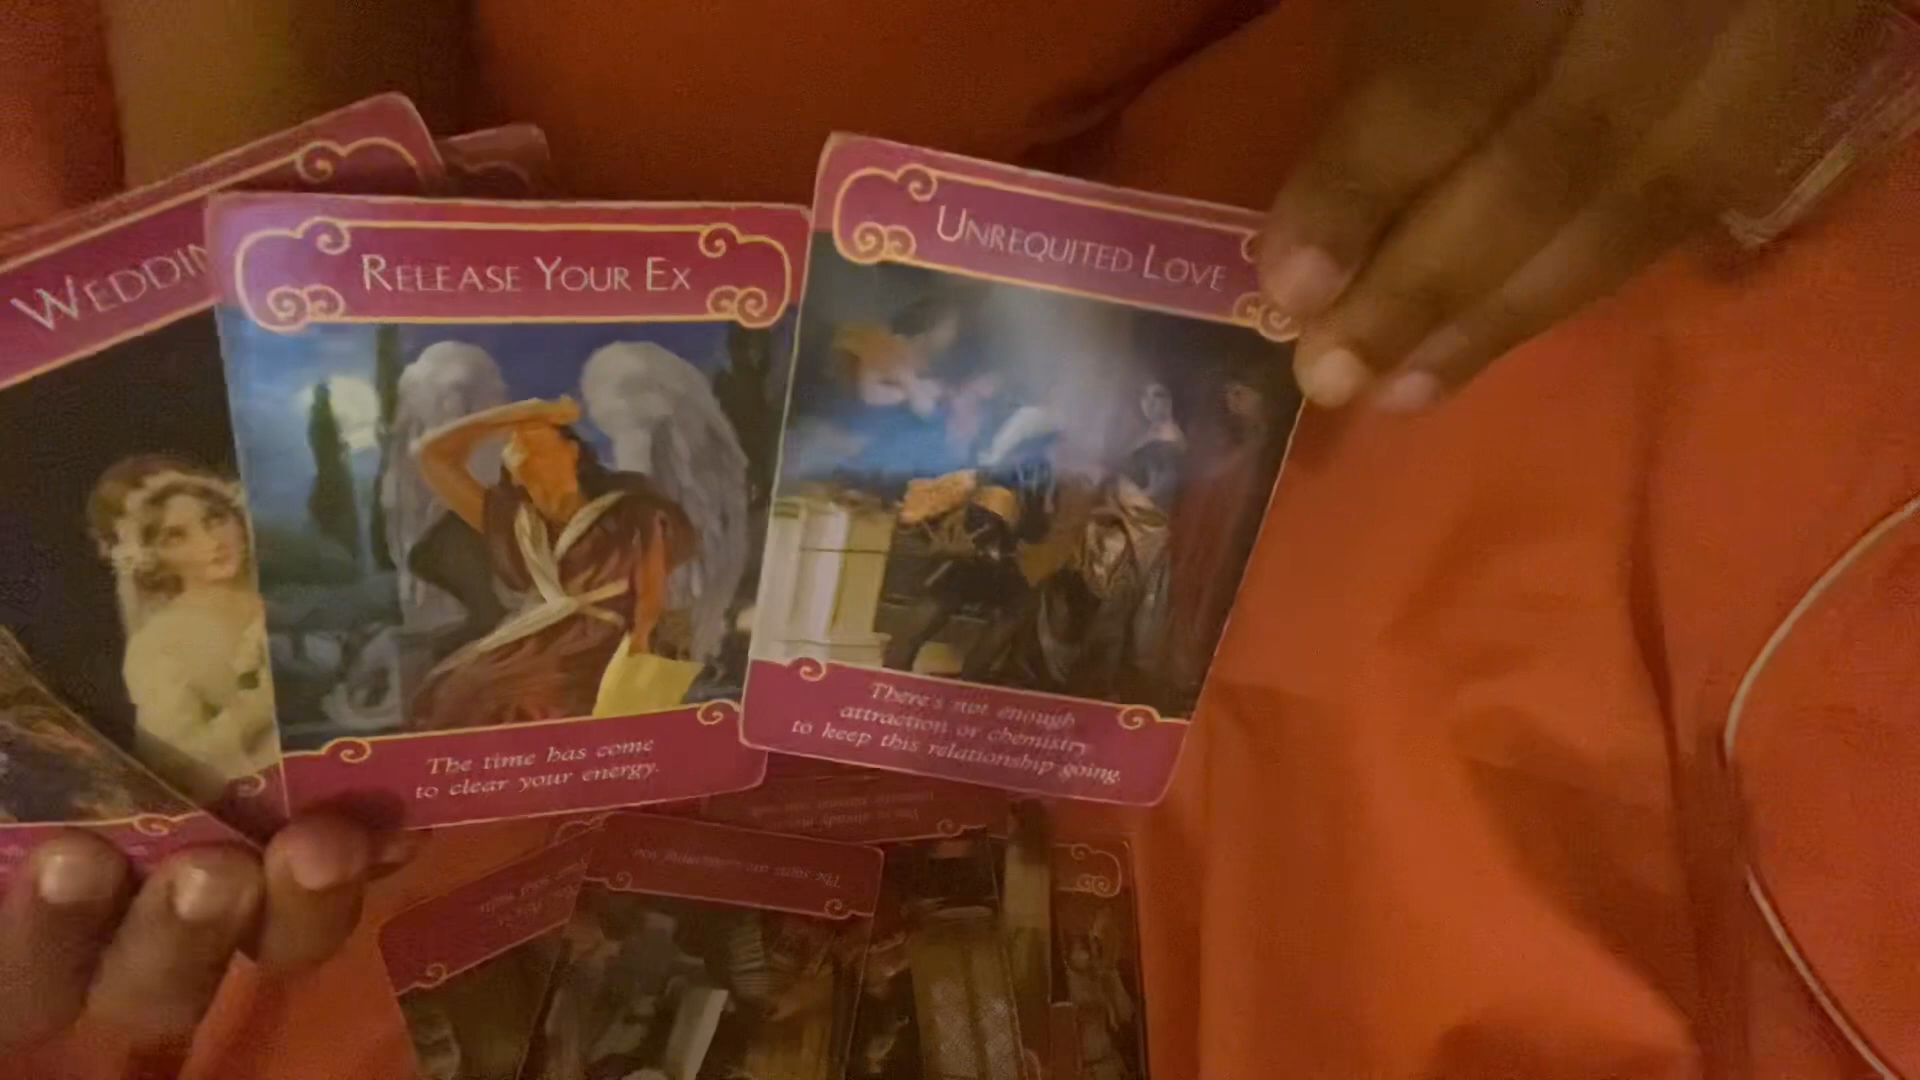 WEDDIN
RELEASE YOUR EX
UNREQUITED LOVE
There's not enough
attraction or chemistry
to keep this relationship going.
The time has come
to clear your energy.